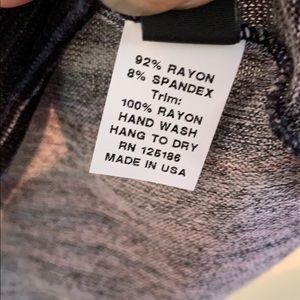 92% RAYON
8% SPANDEX
Trim:
100% RAYON
HAND WASH
HANG TO DRY
RN 125186
MADE IN USA